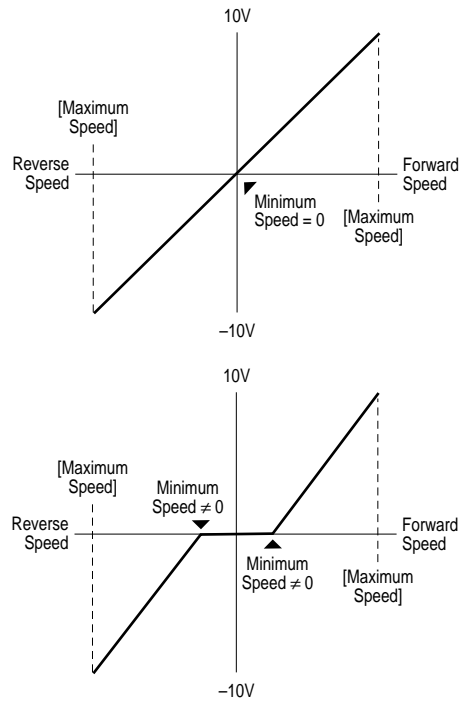 10V
[Maximum
Speed]
Reverse
Speed
Forward
Speed
Minimum
Speed = 0
[Maximum
Speed]
–10V
10V
[Maximum
Speed]
Minimum
Speed ≠ 0
Reverse
Speed
Forward
Speed
Minimum
Speed ≠ 0
[Maximum
Speed]
–10V